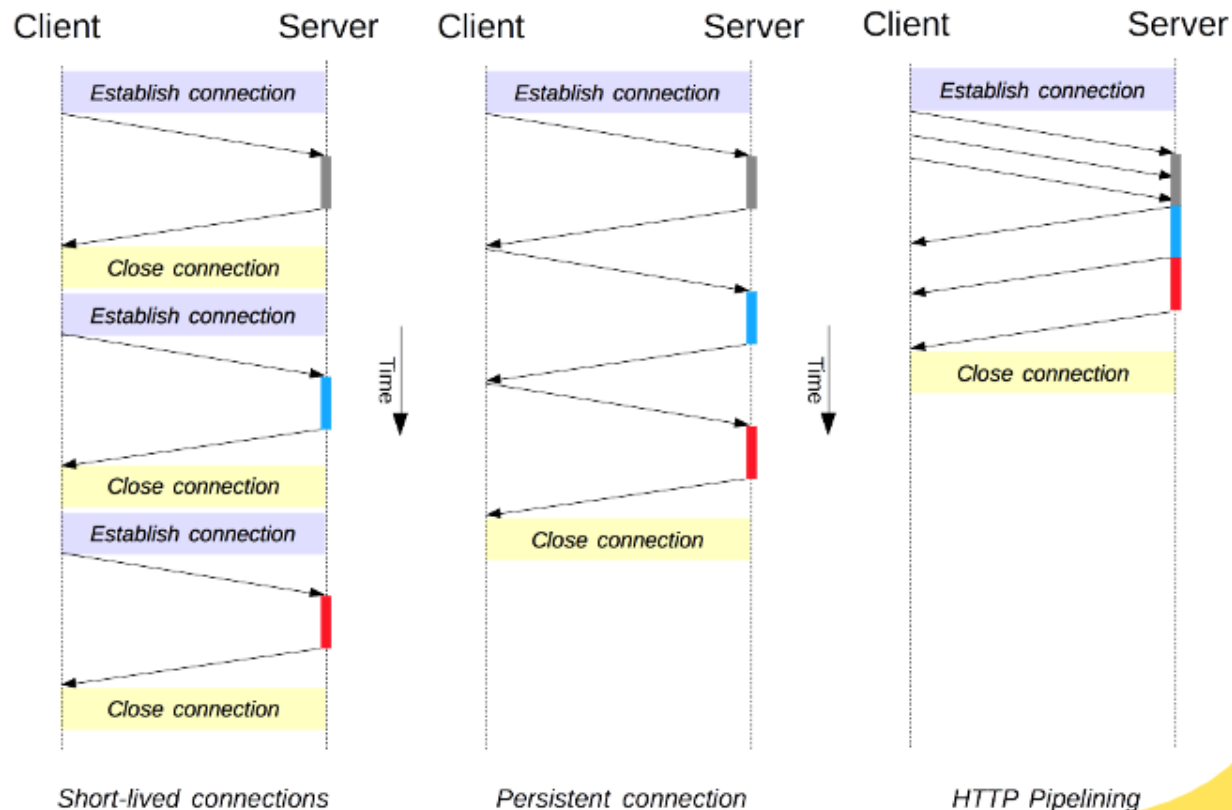 Client Server
Establish connection
Close connection
Establish connection
Close connection
Establish connection
Close connection
Short-lived connections
Time
Client Server
Establish connection
Close connection
Persistent connection
Time
Client Server
Establish connection
Close connection
HTTP Pipelining